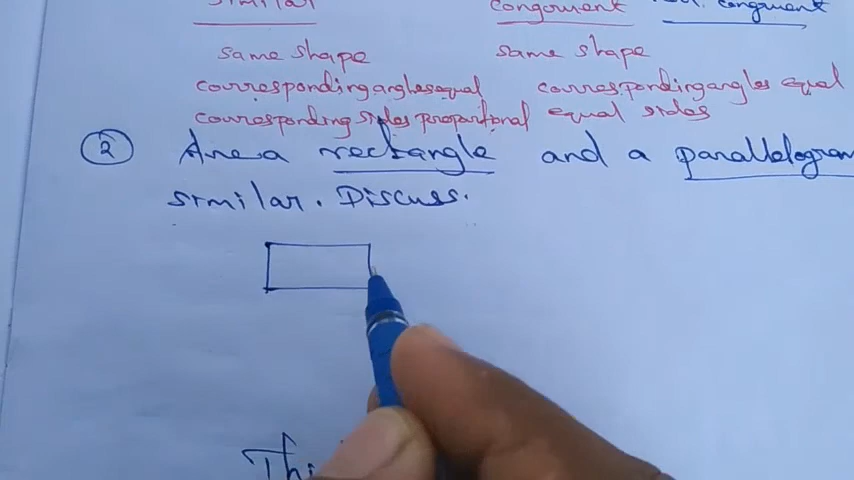 similar congruent congruent
same shape same shape
corresponding angles equal corresponding angles equal
corresponding sides proportional equal sides
2 Are a rectangle and a parallelogram
similar. Discuss.
Thi